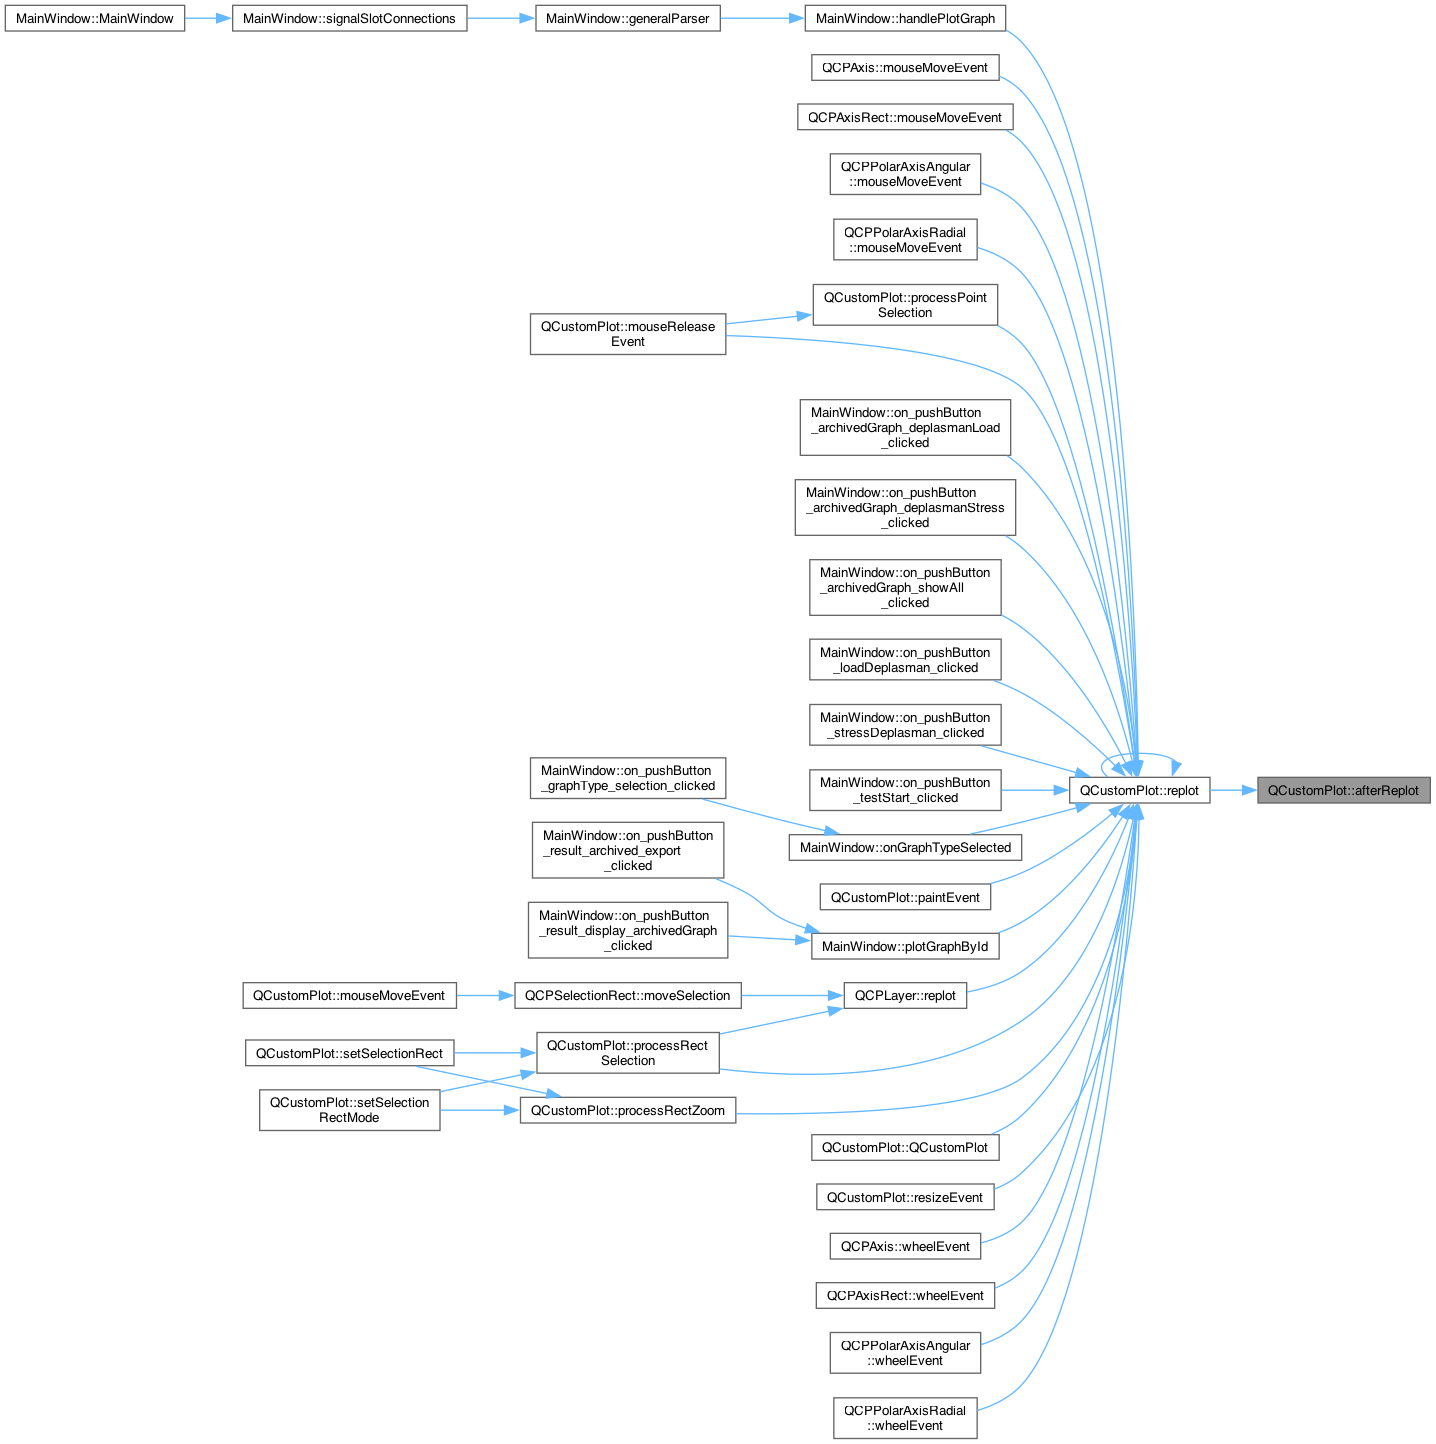 MainWindow::MainWindow
MainWindow::signalSlotConnections
MainWindow::generalParser
MainWindow::handlePlotGraph
QCPAxis::mouseMoveEvent
QCPAxisRect::mouseMoveEvent
QCPPolarAxisAngular
::mouseMoveEvent
QCPPolarAxisRadial
::mouseMoveEvent
QCustomPlot::processPoint
Selection
QCustomPlot::mouseRelease
Event
MainWindow::on_pushButton
_archivedGraph_deplasmanLoad
_clicked
MainWindow::on_pushButton
_archivedGraph_deplasmanStress
_clicked
MainWindow::on_pushButton
_archivedGraph_showAll
_clicked
MainWindow::on_pushButton
_loadDeplasman_clicked
MainWindow::on_pushButton
_stressDeplasman_clicked
MainWindow::on_pushButton
_graphType_selection_clicked
MainWindow::on_pushButton
_testStart_clicked
QCustomPlot::replot
QCustomPlot::afterReplot
MainWindow::on_pushButton
_result_archived_export
_clicked
MainWindow::onGraphTypeSelected
QCustomPlot::paintEvent
MainWindow::on_pushButton
_result_display_archivedGraph
_clicked
MainWindow::plotGraphById
QCustomPlot::mouseMoveEvent
QCPSelectionRect::moveSelection
QCPLayer::replot
QCustomPlot::setSelectionRect
QCustomPlot::processRect
Selection
QCustomPlot::setSelection
RectMode
QCustomPlot::processRectZoom
QCustomPlot::QCustomPlot
QCustomPlot::resizeEvent
QCPAxis::wheelEvent
QCPAxisRect::wheelEvent
QCPPolarAxisAngular
::wheelEvent
QCPPolarAxisRadial
::wheelEvent